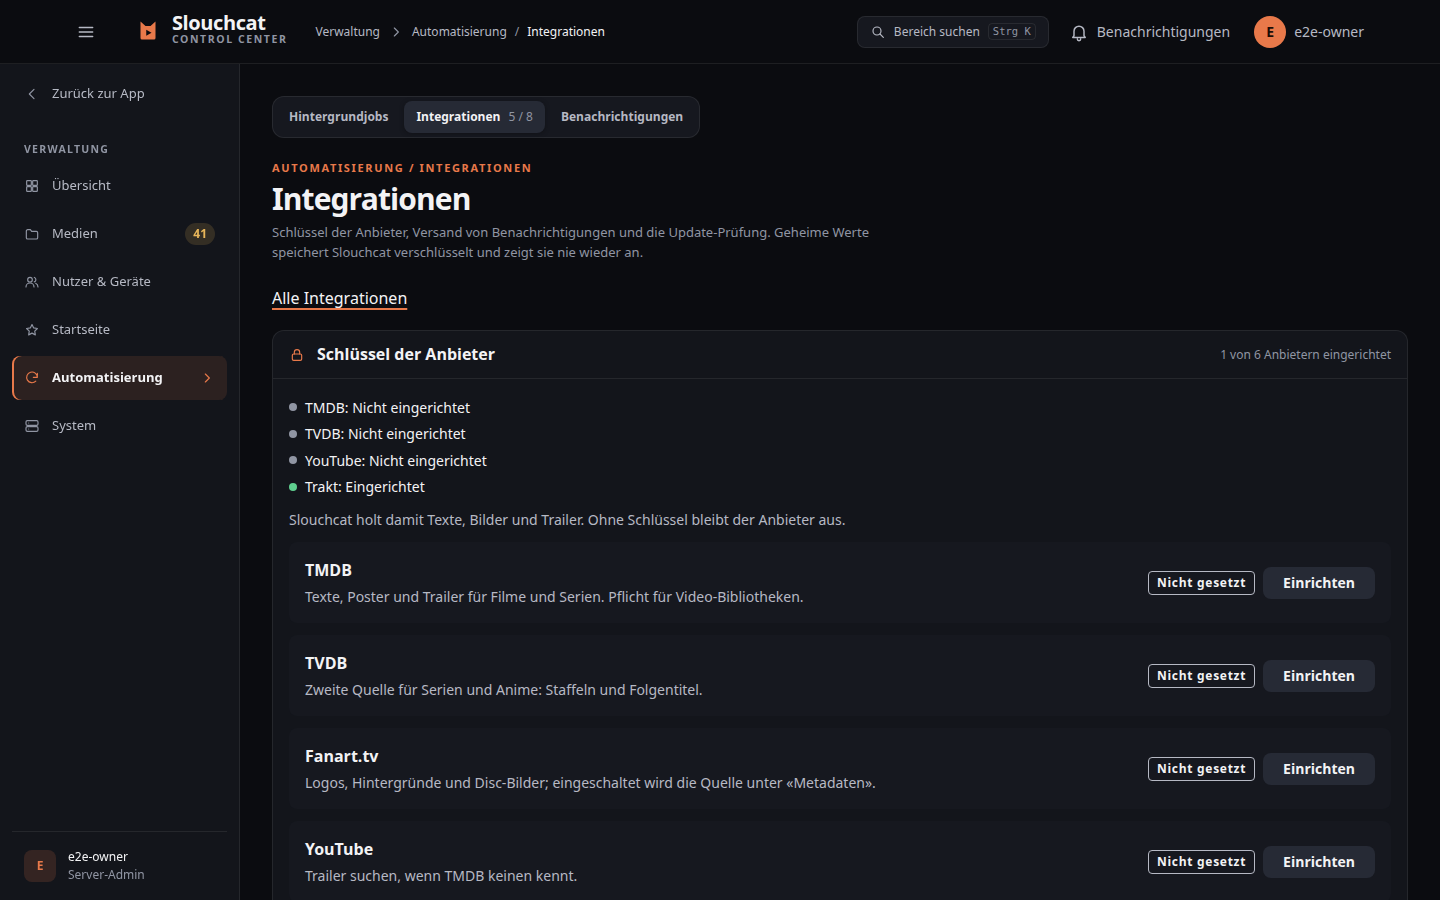 Slouchcat
CONTROL CENTER
Verwaltung > Automatisierung / Integrationen
Bereich suchen Strg K
Benachrichtigungen
E e2e-owner
Zurück zur App
VERWALTUNG
Übersicht
Medien 41
Nutzer & Geräte
Startseite
Automatisierung
System
E e2e-owner
Server-Admin
Hintergrundjobs Integrationen 5 / 8 Benachrichtigungen
AUTOMATISIERUNG / INTEGRATIONEN
Integrationen
Schlüssel der Anbieter, Versand von Benachrichtigungen und die Update-Prüfung. Geheime Werte
speichert Slouchcat verschlüsselt und zeigt sie nie wieder an.
Alle Integrationen
Schlüssel der Anbieter 1 von 6 Anbietern eingerichtet
TMDB: Nicht eingerichtet
TVDB: Nicht eingerichtet
YouTube: Nicht eingerichtet
Trakt: Eingerichtet
Slouchcat holt damit Texte, Bilder und Trailer. Ohne Schlüssel bleibt der Anbieter aus.
TMDB
Texte, Poster und Trailer für Filme und Serien. Pflicht für Video-Bibliotheken.
Nicht gesetzt Einrichten
TVDB
Zweite Quelle für Serien und Anime: Staffeln und Folgentitel.
Nicht gesetzt Einrichten
Fanart.tv
Logos, Hintergründe und Disc-Bilder; eingeschaltet wird die Quelle unter «Metadaten».
Nicht gesetzt Einrichten
YouTube
Trailer suchen, wenn TMDB keinen kennt.
Nicht gesetzt Einrichten